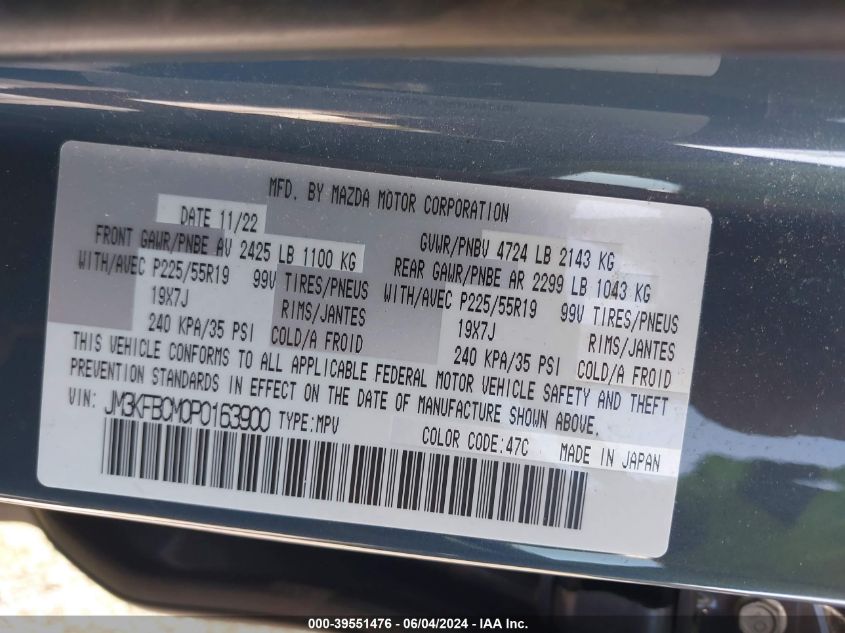 MFD. BY MAZDA MOTOR CORPORATION
DATE 11/22
GVWR/PNBV 4724 LB 2143 KG
FRONT GAWR/PNBE AV 2425 LB 1100 KG
REAR GAWR/PNBE AR 2299 LB 1043 KG
WITH/AVEC P225/55R19 99V TIRES/PNEUS
WITH/AVEC P225/55R19 99V TIRES/PNEUS
19X7J RIMS/JANTES
19X7J RIMS/JANTES
240 KPA/35 PSI COLD/A FROID
240 KPA/35 PSI COLD/A FROID
THIS VEHICLE CONFORMS TO ALL APPLICABLE FEDERAL MOTOR VEHICLE SAFETY AND THEFT
PREVENTION STANDARDS IN EFFECT ON THE DATE OF MANUFACTURE SHOWN ABOVE.
VIN: JM3KFBCM0P0163900 TYPE:MPV
COLOR CODE:47C MADE IN JAPAN
000-39551476 - 06/04/2024 - IAA Inc.